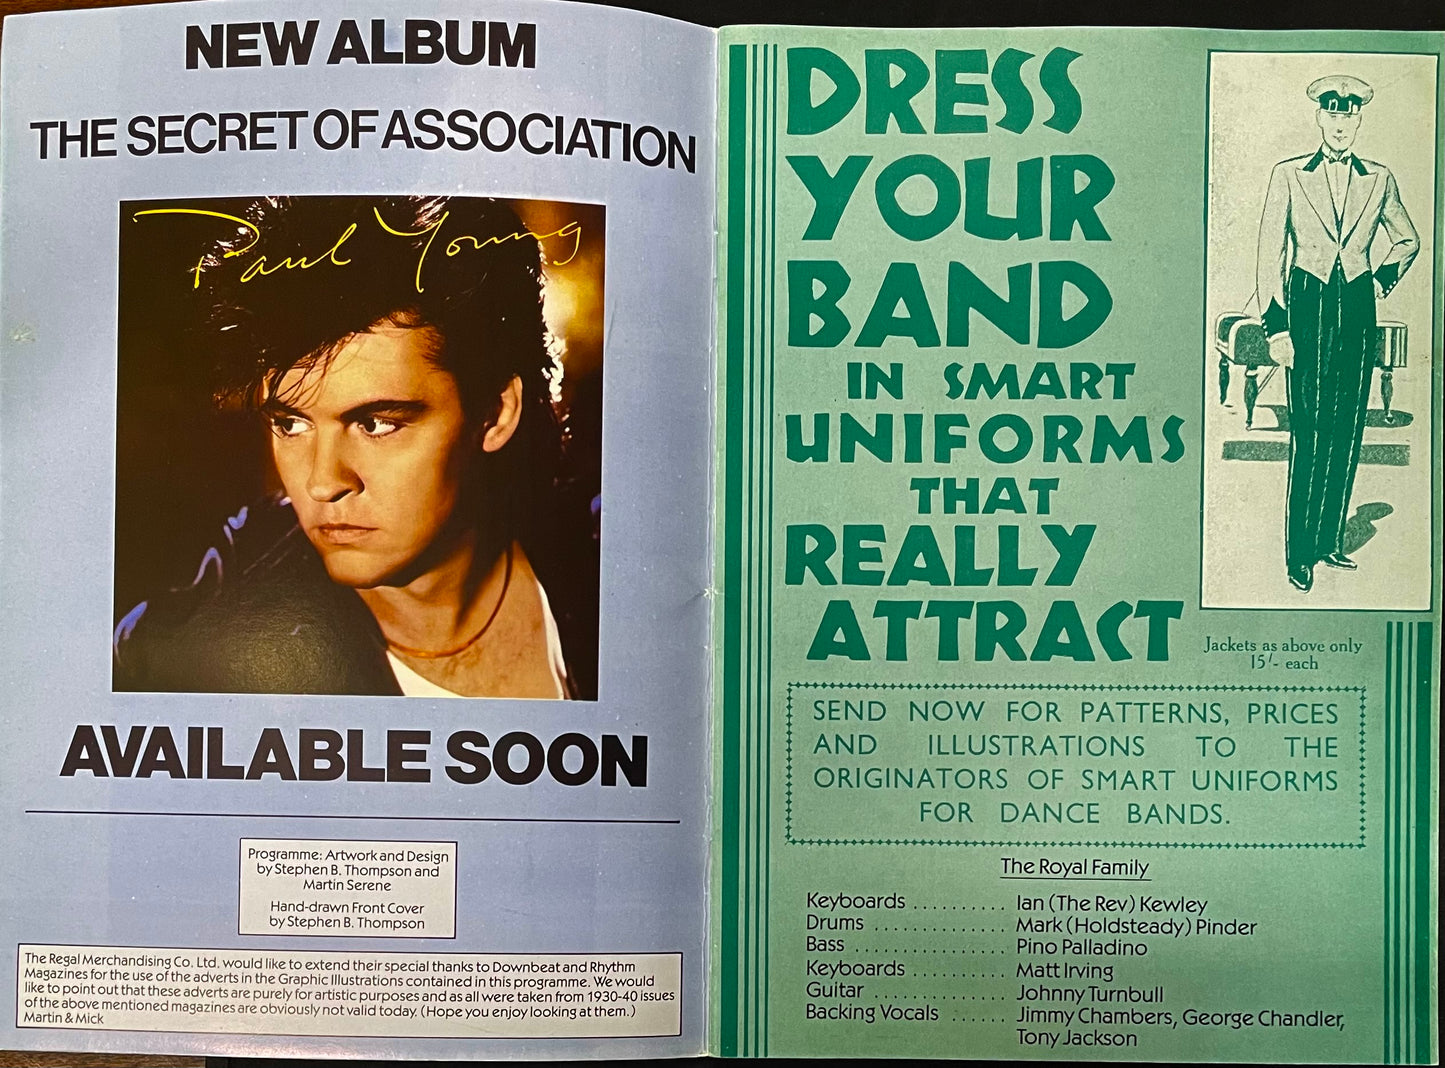 NEW ALBUM
THE SECRET OF ASSOCIATION
Paul Young
AVAILABLE SOON
Programme: Artwork and Design
by Stephen B. Thompson and
Martin Serene
Hand-drawn Front Cover
by Stephen B. Thompson
The Regal Merchandising Co. Ltd. would like to extend their special thanks to Downbeat and Rhythm
Magazines for the use of the adverts in the Graphic Illustrations contained in this programme. We would
like to point out that these adverts are purely for artistic purposes and as all were taken from 1930-40 issues
of the above mentioned magazines are obviously not valid today. (Hope you enjoy looking at them.)
Martin & Mick
DRESS
YOUR
BAND
IN SMART
UNIFORMS
THAT
REALLY
ATTRACT
Jackets as above only
15/- each
SEND NOW FOR PATTERNS, PRICES
AND ILLUSTRATIONS TO THE
ORIGINATORS OF SMART UNIFORMS
FOR DANCE BANDS.
The Royal Family
Keyboards .......... Ian (The Rev) Kewley
Drums .............. Mark (Holdsteady) Pinder
Bass ................ Pino Palladino
Keyboards .......... Matt Irving
Guitar .............. Johnny Turnbull
Backing Vocals ...... Jimmy Chambers, George Chandler,
Tony Jackson